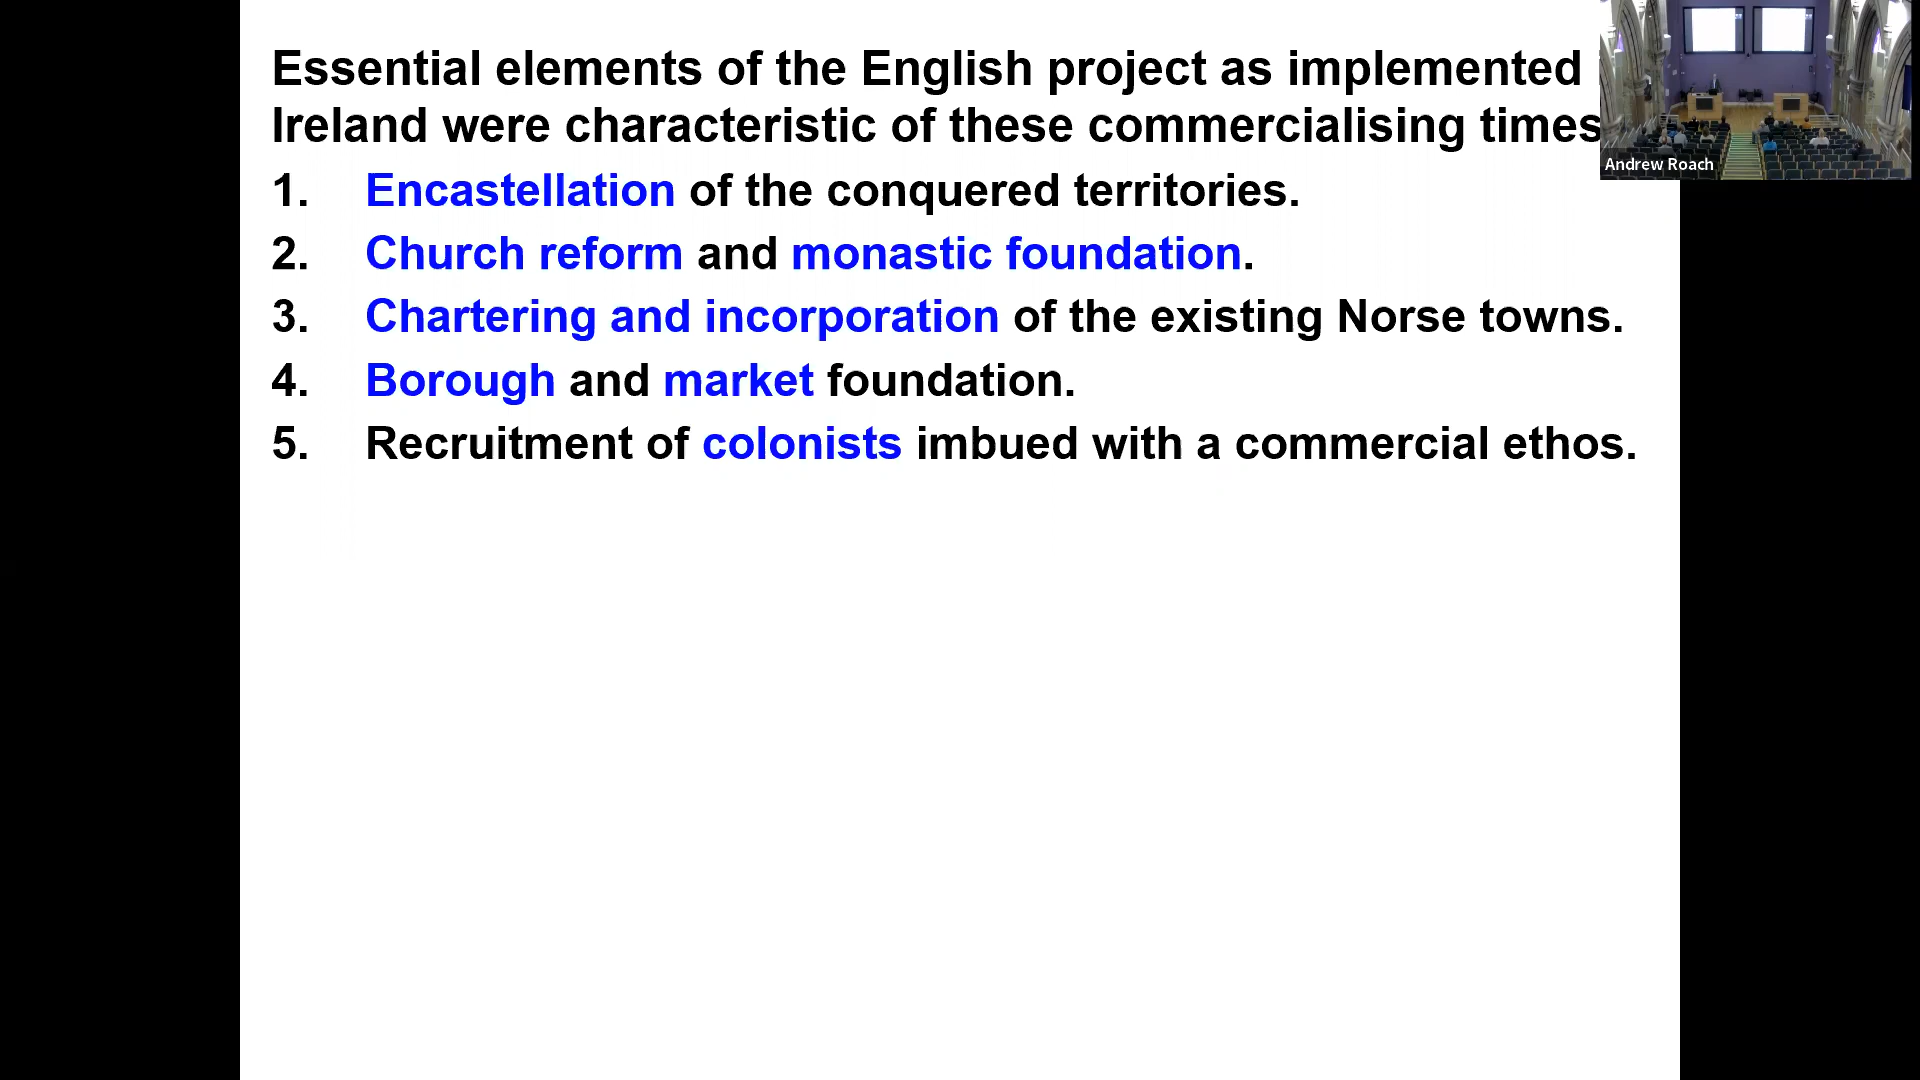 Essential elements of the English project as implemented
Ireland were characteristic of these commercialising times
1. Encastellation of the conquered territories.
2. Church reform and monastic foundation.
3. Chartering and incorporation of the existing Norse towns.
4. Borough and market foundation.
5. Recruitment of colonists imbued with a commercial ethos.
Andrew Roach